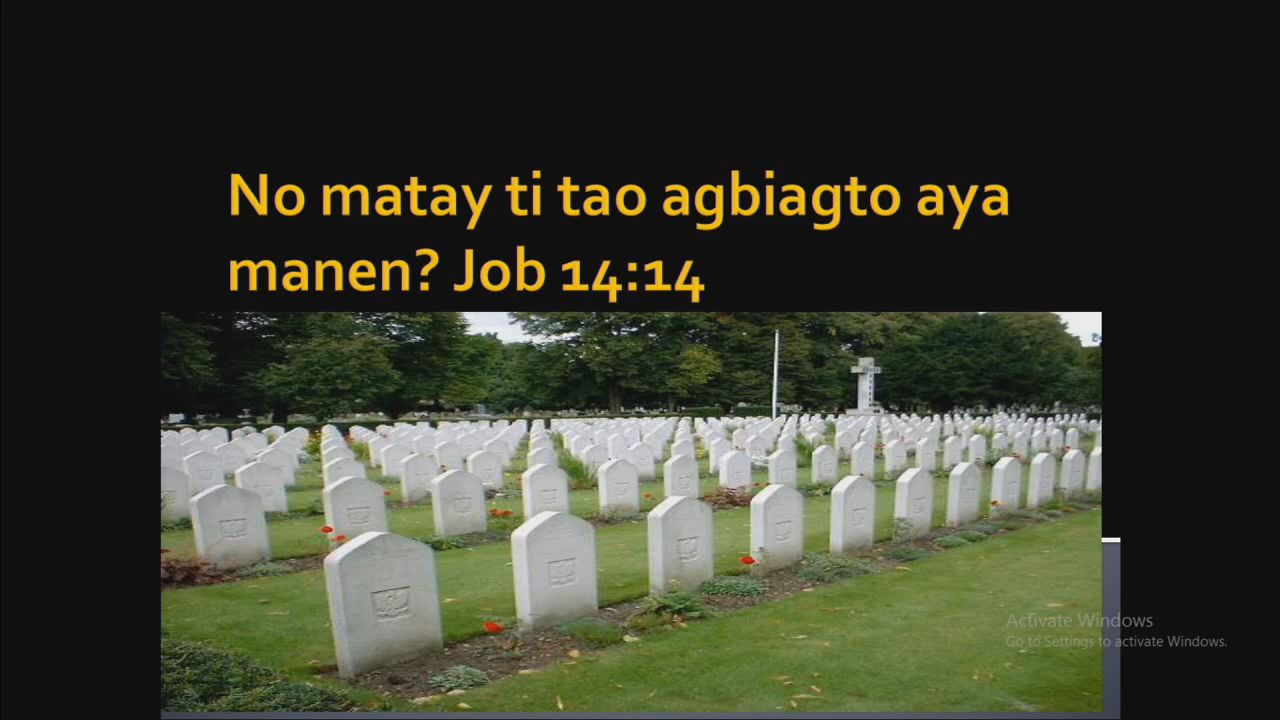 No matay ti tao agbiagto aya
manen? Job 14:14
Activate Windows
Go to Settings to activate Windows.